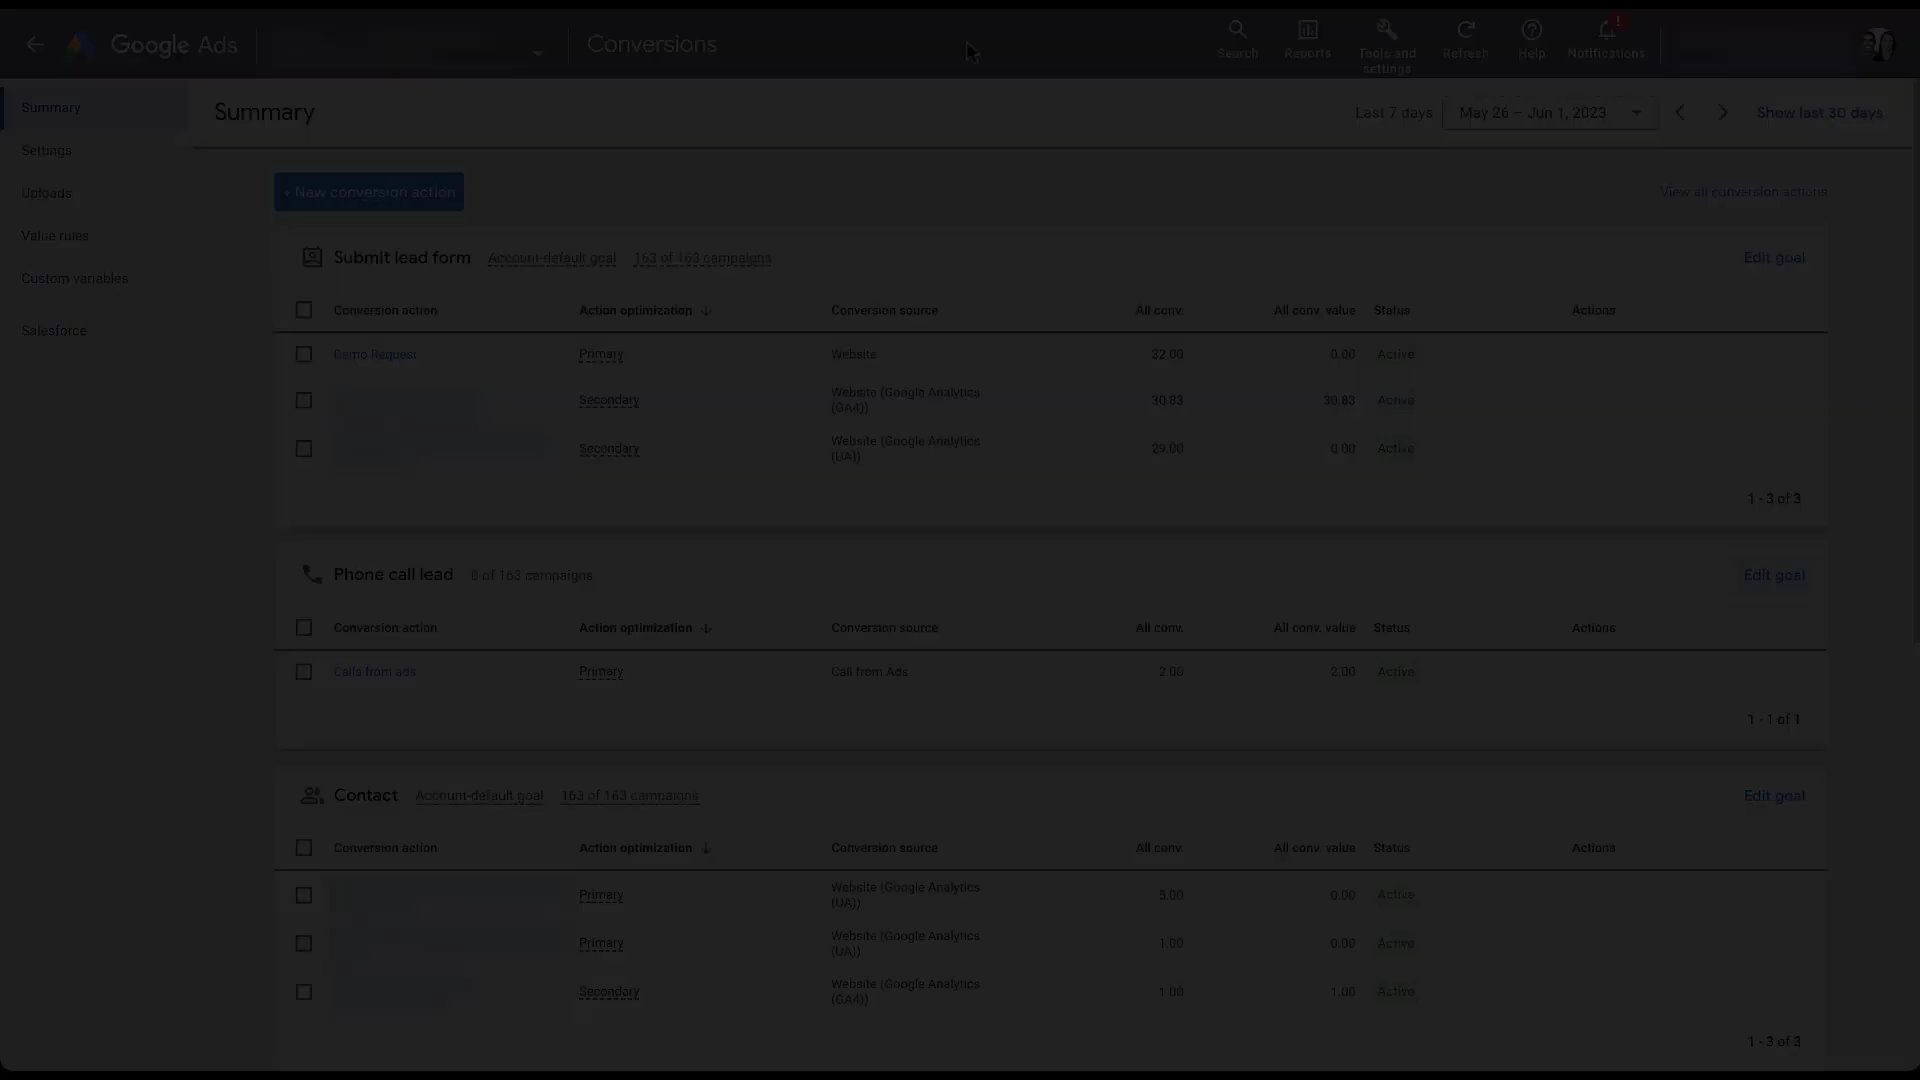 Google Ads
Conversions
Search
Reports
Tools and
settings
Refresh
Help
!
Notifications
Summary
Settings
Uploads
Value rules
Custom variables
Salesforce
Summary
Last 7 days
May 26 – Jun 1, 2023
Show last 30 days
+ New conversion action
View all conversion actions
Submit lead form Account-default goal 163 of 163 campaigns Edit goal
Conversion action Action optimization Conversion source All conv. All conv. value Status Actions
Demo Request Primary Website 32.00 0.00 Active
Secondary Website (Google Analytics
(GA4)) 30.83 30.83 Active
Secondary Website (Google Analytics
(UA)) 29.00 0.00 Active
1 - 3 of 3
Phone call lead 0 of 163 campaigns Edit goal
Conversion action Action optimization Conversion source All conv. All conv. value Status Actions
Calls from ads Primary Call from Ads 2.00 2.00 Active
1 - 1 of 1
Contact Account-default goal 163 of 163 campaigns Edit goal
Conversion action Action optimization Conversion source All conv. All conv. value Status Actions
Primary Website (Google Analytics
(UA)) 0.00 Active
Primary Website (Google Analytics
(UA)) 1.00 0.00 Active
Secondary Website (Google Analytics
(GA4)) 1.00 1.00 Active
1 - 3 of 3